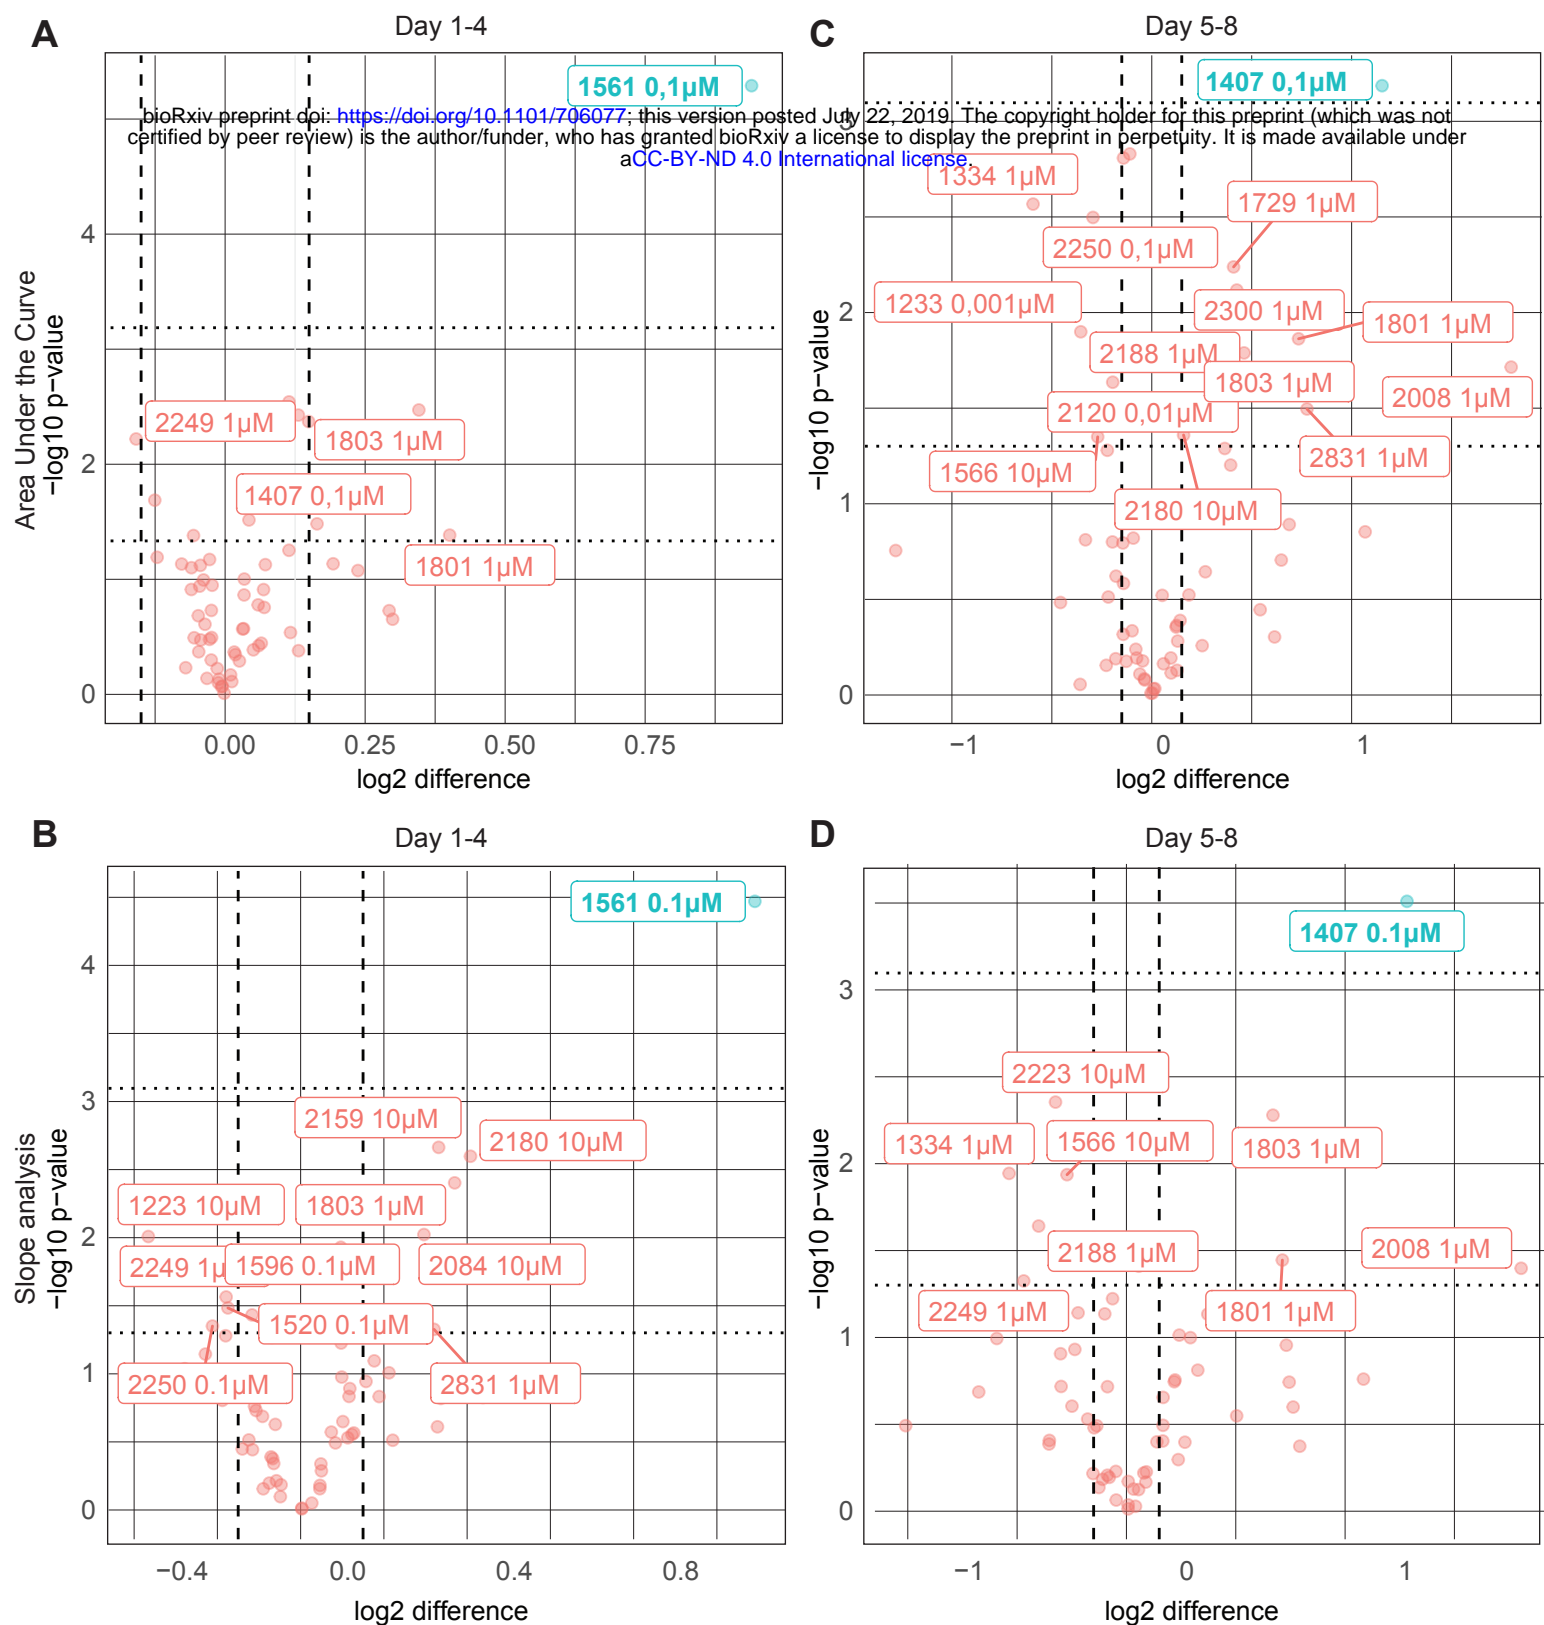 A
Day 1-4
C
Day 5-8
1561 0,1µM
1407 0,1µM
bioRxiv preprint doi: https://doi.org/10.1101/706077; this version posted July 22, 2019. The copyright holder for this preprint (which was not
certified by peer review) is the author/funder, who has granted bioRxiv a license to display the preprint in perpetuity. It is made available under
aCC-BY-ND 4.0 International license.
Area Under the Curve
−log10 p−value
4
2
0
2249 1µM
1803 1µM
1407 0,1µM
1801 1µM
0.00
0.25
0.50
0.75
log2 difference
−log10 p−value
3
2
1
0
1334 1µM
1729 1µM
2250 0,1µM
1233 0,001µM
2300 1µM
1801 1µM
2188 1µM
1803 1µM
2008 1µM
2120 0,01µM
2831 1µM
1566 10µM
2180 10µM
−1
0
1
log2 difference
B
Day 1-4
D
Day 5-8
Slope analysis
−log10 p−value
4
3
2
1
0
1561 0.1µM
2159 10µM
2180 10µM
1223 10µM
1803 1µM
2249 1µ
1596 0.1µM
2084 10µM
1520 0.1µM
2250 0.1µM
2831 1µM
−0.4
0.0
0.4
0.8
log2 difference
−log10 p−value
3
2
1
0
1407 0.1µM
2223 10µM
1334 1µM
1566 10µM
1803 1µM
2188 1µM
2008 1µM
2249 1µM
1801 1µM
−1
0
1
log2 difference